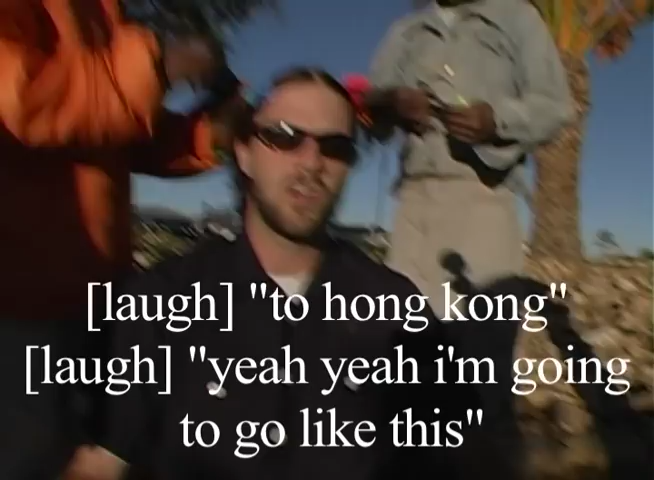 [laugh] "to hong kong"
[laugh] "yeah yeah i'm going
to go like this"